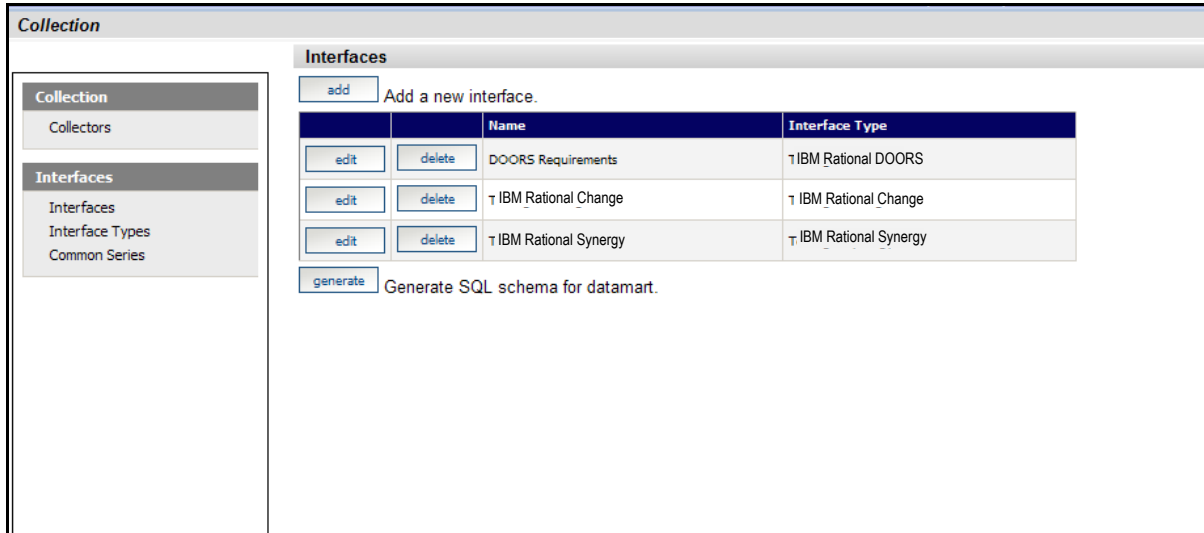 Collection
Interfaces
add Add a new interface.
Collection
Collectors
Interfaces
Interfaces
Interface Types
Common Series
Name Interface Type
edit delete DOORS Requirements IBM Rational DOORS
edit delete IBM Rational Change IBM Rational Change
edit delete IBM Rational Synergy IBM Rational Synergy
generate Generate SQL schema for datamart.